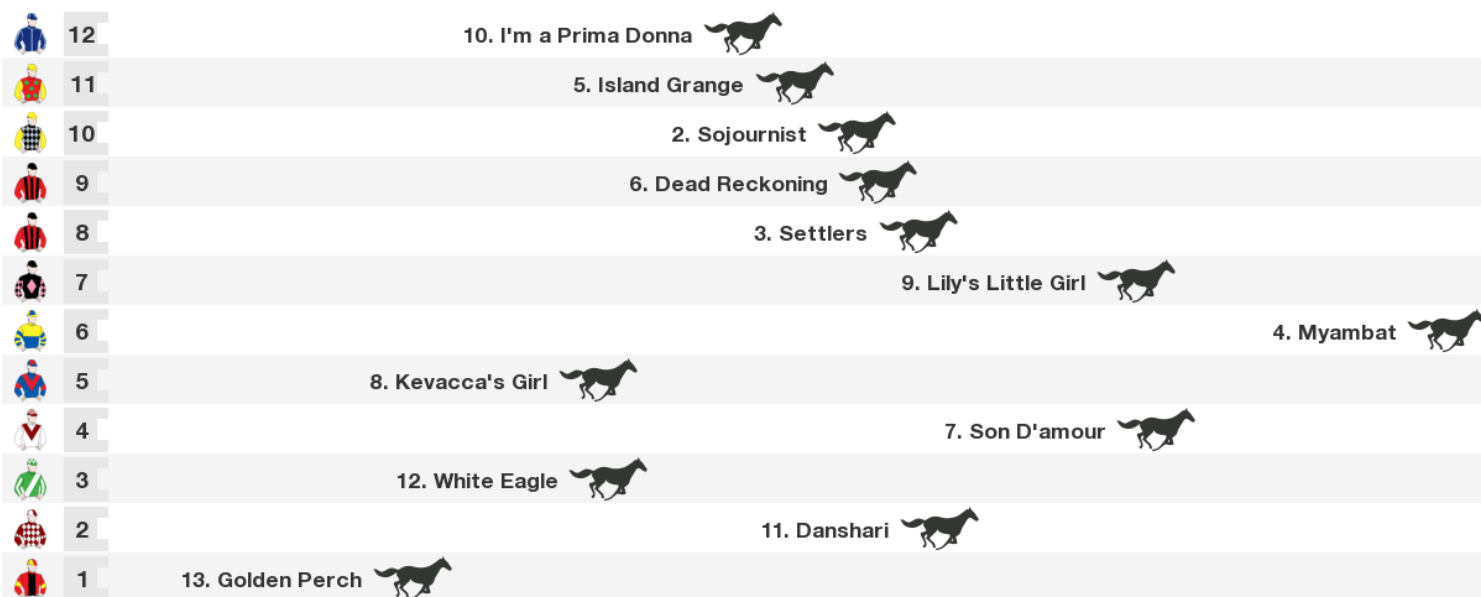 12 10. I'm a Prima Donna
11 5. Island Grange
10 2. Sojournist
9 6. Dead Reckoning
8 3. Settlers
7 9. Lily's Little Girl
6 4. Myambat
5 8. Kevacca's Girl
4 7. Son D'amour
3 12. White Eagle
2 11. Danshari
1 13. Golden Perch